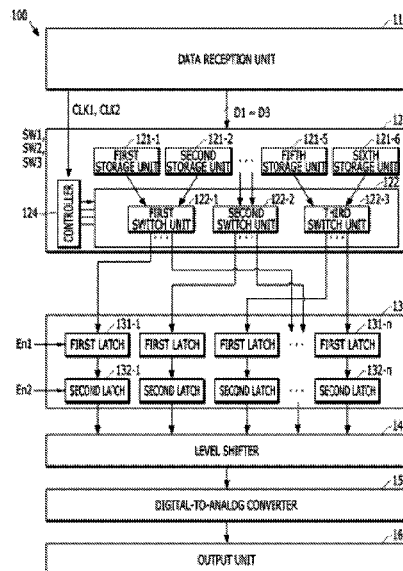 100
11
DATA RECEPTION UNIT
CLK1, CLK2
D1 ~ D3
12
SW1,
SW2,
SW3
121-1
121-2
121-5
121-6
FIRST STORAGE UNIT
SECOND STORAGE UNIT
...
FIFTH STORAGE UNIT
SIXTH STORAGE UNIT
122
124
CONTROLLER
122-1
122-2
122-3
FIRST SWITCH UNIT
SECOND SWITCH UNIT
THIRD SWITCH UNIT
13
131-1
131-n
En1
FIRST LATCH
FIRST LATCH
FIRST LATCH
...
FIRST LATCH
132-1
132-n
En2
SECOND LATCH
SECOND LATCH
SECOND LATCH
...
SECOND LATCH
14
LEVEL SHIFTER
15
DIGITAL-TO-ANALOG CONVERTER
16
OUTPUT UNIT